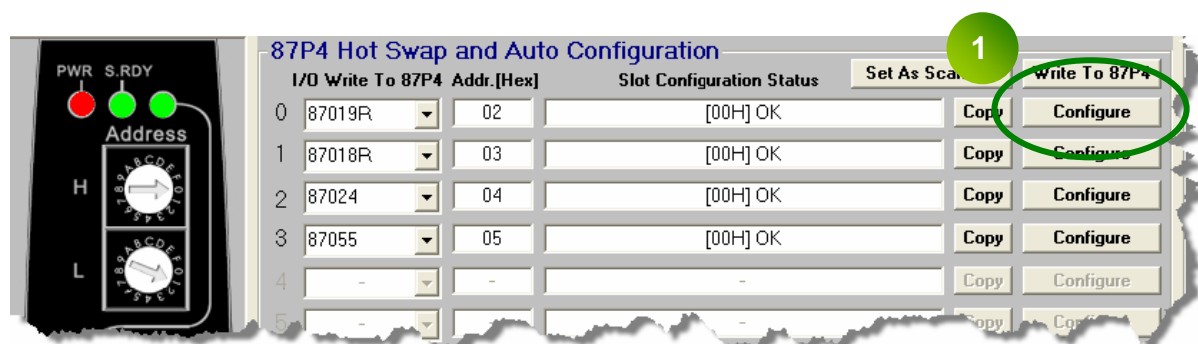 1
87P4 Hot Swap and Auto Configuration
I/O Write To 87P4 Addr.[Hex] Slot Configuration Status Set As Write To 87P4
0 87019R 02 [00H] OK Copy Configure
1 87018R 03 [00H] OK Copy Configure
2 87024 04 [00H] OK Copy Configure
3 87055 05 [00H] OK Copy Configure
4 - - - Copy Configure
5 - - Copy
PWR S.RDY
Address
H
L